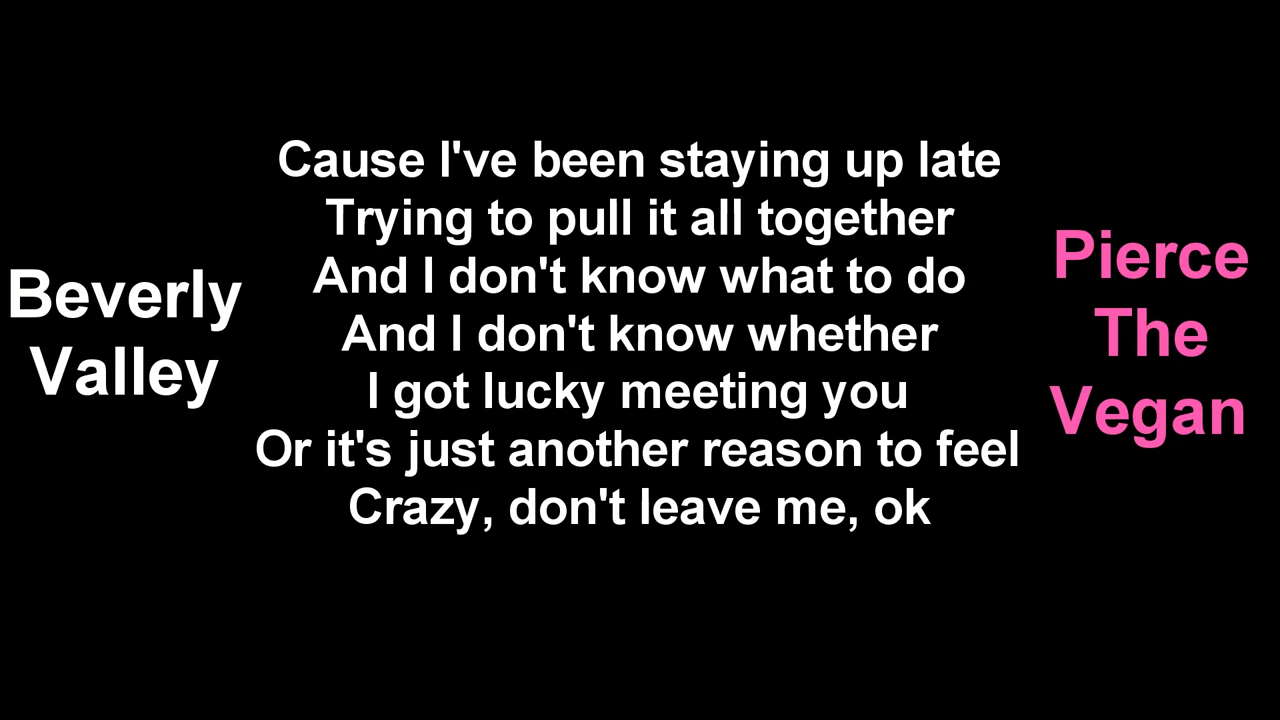 Beverly
Valley
Cause I've been staying up late
Trying to pull it all together
And I don't know what to do
And I don't know whether
I got lucky meeting you
Or it's just another reason to feel
Crazy, don't leave me, ok
Pierce
The
Vegan